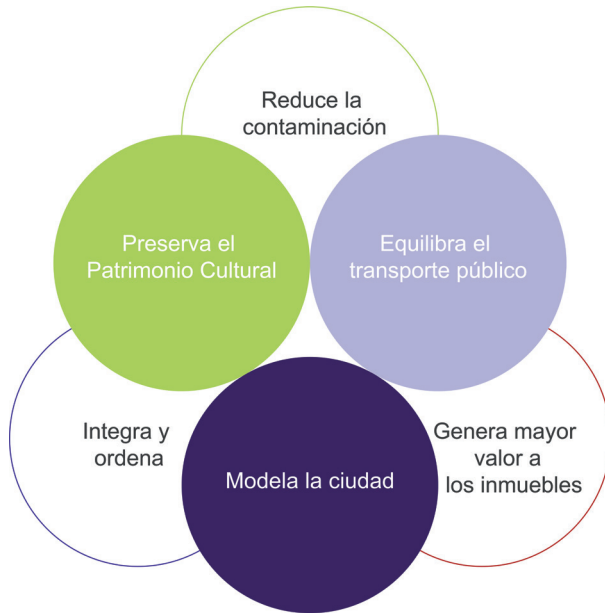 Reduce la
contaminación
Preserva el
Patrimonio Cultural
Equilibra el
transporte público
Integra y
ordena
Modela la ciudad
Genera mayor
valor a
los inmuebles